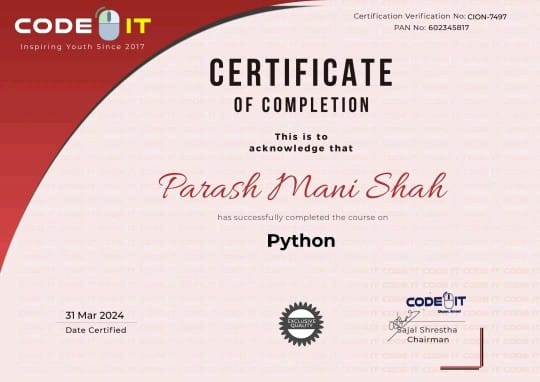 CODE IT
Inspiring Youth Since 2017
Certification Verification No: CION-7497
PAN No: 602345817
CERTIFICATE
OF COMPLETION
This is to
acknowledge that
Parash Mani Shah
has successfully completed the course on
Python
31 Mar 2024
Date Certified
EXCLUSIVE
QUALITY
CODE IT
Sajal Shrestha
Chairman